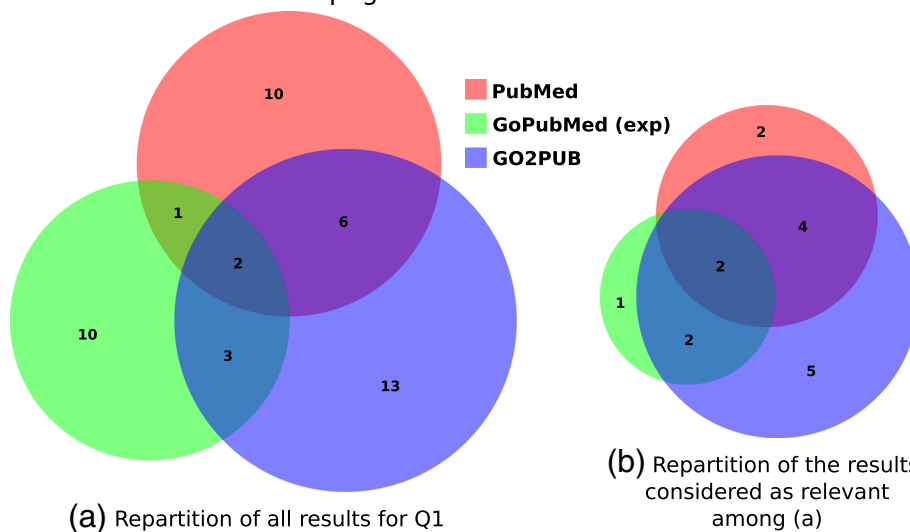 10
PubMed
GoPubMed (exp)
GO2PUB
1
6
2
10
3
13
2
4
2
1
2
5
(a) Repartition of all results for Q1
(b) Repartition of the results
considered as relevant
among (a)